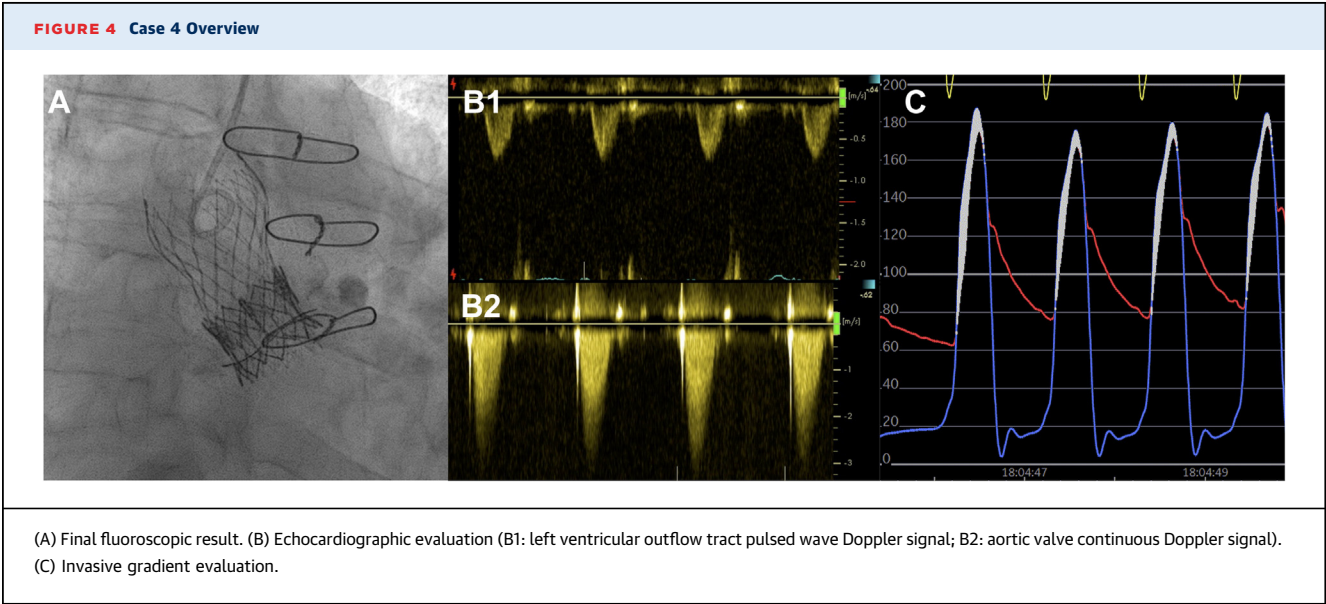 FIGURE 4 Case 4 Overview
A
B1
[m/s]
-0.5
-1.0
-1.5
-2.0
B2
[m/s]
-1
-2
-3
C
200
180
160
140
120
100
80
60
40
20
0
18:04:47 18:04:49
(A) Final fluoroscopic result. (B) Echocardiographic evaluation (B1: left ventricular outflow tract pulsed wave Doppler signal; B2: aortic valve continuous Doppler signal).
(C) Invasive gradient evaluation.